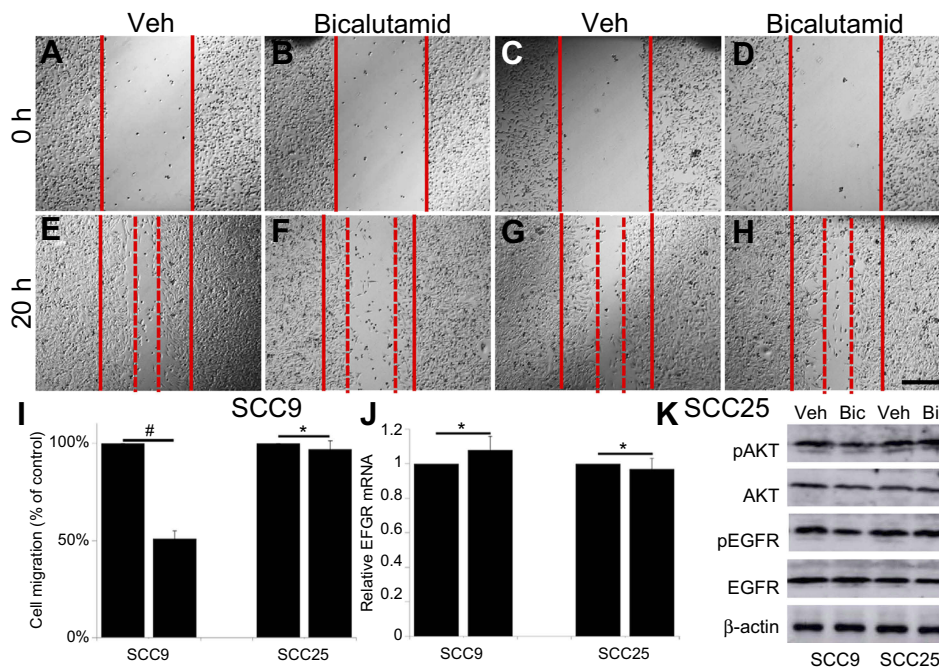 Veh Bicalutamid Veh Bicalutamid
0 h
A B C D
20 h
E F G H
SCC9 SCC25
I
Cell migration (% of control)
100%
50%
0%
# *
SCC9 SCC25
J
Relative EFGR mRNA
1.2
1
0.8
0.6
0.4
0.2
0
* *
SCC9 SCC25
K
Veh Bic Veh Bi
pAKT
AKT
pEGFR
EGFR
β-actin
SCC9 SCC25